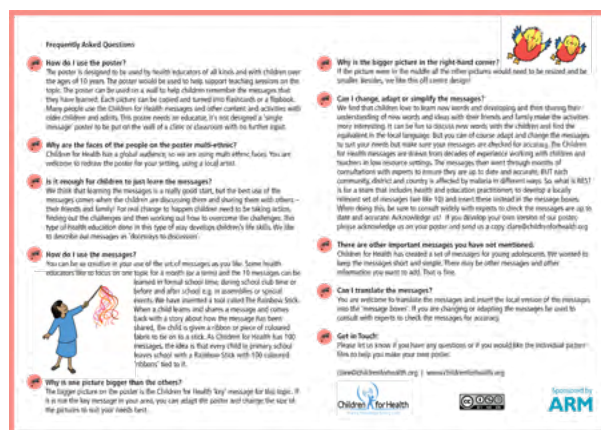 Frequently Asked Questions
How do I use the poster?
The poster is designed to be used by health educators of all kinds and with children over
the ages of 10 years. The poster would be used to help support teaching sessions on the
topic. The poster can be used on a wall to help children remember the messages that
they have learned. Each picture can be copied and turned into flashcards or a flipbook.
Many people use the Children for Health messages and other content and activities with
older children and adults. This poster needs an educator, it's not designed a 'single
message' poster to be put on the wall of a clinic or classroom with no further input.
Why are the faces of the people on the poster multi-ethnic?
Children for Health has a global audience, so we are using multi-ethnic faces. You are
welcome to redraw the poster for your setting, using a local artist.
Is it enough for children to just learn the messages?
We think that learning the messages is a really good start, but the best use of the
messages comes when the children are discussing them and sharing them with others –
their friends and family! For real change to happen children need to be taking action,
finding out the challenges and then working out how to overcome the challenges. This
type of health education done in this type of way develops children's life skills. We like
to describe our messages as 'doorways to discussion'.
How do I use the messages?
You can be as creative in your use of the set of messages as you like. Some health
educators like to focus on one topic for a month (or a term) and the 10 messages can be
learned in formal school time, during school club time or
before and after school e.g. in assemblies or special
events. We have invented a tool called The Rainbow Stick.
When a child learns and shares a message and comes
back with a story about how the message has been
shared, the child is given a ribbon or piece of coloured
fabric to tie on to a stick. As Children for Health has 100
messages, the idea is that every child in primary school
leaves school with a Rainbow Stick with 100 coloured
'ribbons' tied to it.
Why is one picture bigger than the others?
The bigger picture on the poster is the Children for Health 'key' message for this topic. If
it is not the key message in your area, you can adapt the poster and change the size of
the pictures to suit your needs best.
Why is the bigger picture in the right-hand corner?
If the picture were in the middle all the other pictures would need to be resized and be
smaller. Besides, we like this off centre design!
Can I change, adapt or simplify the messages?
We find that children love to learn new words and developing and then sharing their
understanding of new words and ideas with their friends and family make the activities
more interesting. It can be fun to discuss new words with the children and find the
equivalent in the local language. But you can of course adapt and change the messages
to suit your needs but make sure your messages are checked for accuracy. The Children
for Health messages are drawn from decades of experience working with children and
teachers in low resource settings. The messages then went through months of
consultations with experts to ensure they are up to date and accurate, BUT each
community, district and country is affected by malaria in different ways. So, what is BEST
is for a team that includes health and education practitioners to develop a locally
relevant set of messages (we like 10) and insert these instead in the message boxes.
When doing this, be sure to consult widely with experts to check the messages are up to
date and accurate. Acknowledge us! If you develop your own version of our poster,
please acknowledge us on your poster and send us a copy. clare@childrenforhealth.org
There are other important messages you have not mentioned.
Children for Health has created a set of messages for young adolescents. We wanted to
keep the messages short and simple. There may be other messages and other
information you want to add. That is fine.
Can I translate the messages?
You are welcome to translate the messages and insert the local version of the messages
into the 'message boxes'. If you are changing or adapting the messages be used to
consult with experts to check the messages for accuracy.
Get in Touch:
Please let us know if you have any questions or if you would like the individual picture
files to help you make your own poster.
clare@childrenforhealth.org | www.childrenforhealth.org
Children for Health
Sponsored by
ARM